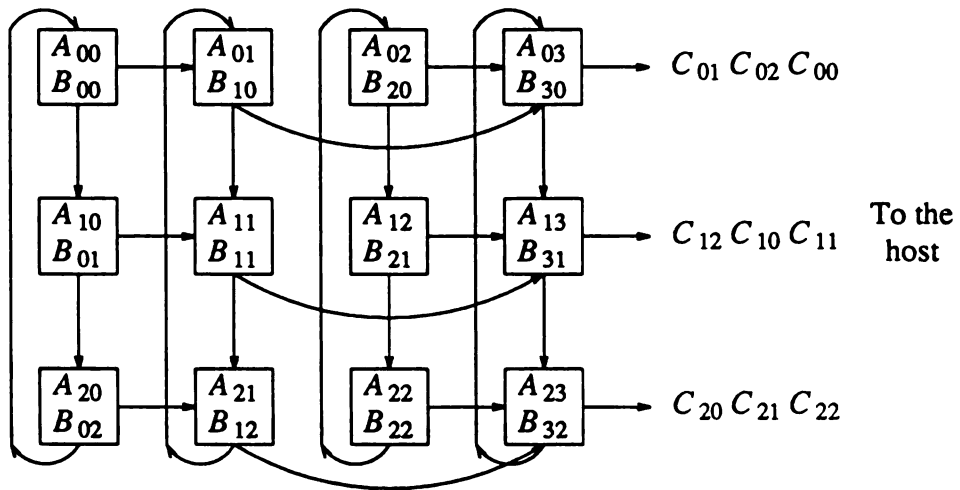 A00 A01 A02 A03
B00 B10 B20 B30
C01 C02 C00
A10 A11 A12 A13
B01 B11 B21 B31
C12 C10 C11
To the
host
A20 A21 A22 A23
B02 B12 B22 B32
C20 C21 C22